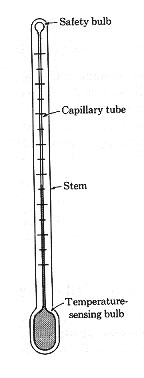 Safety bulb
Capillary tube
Stem
Temperature-
sensing bulb